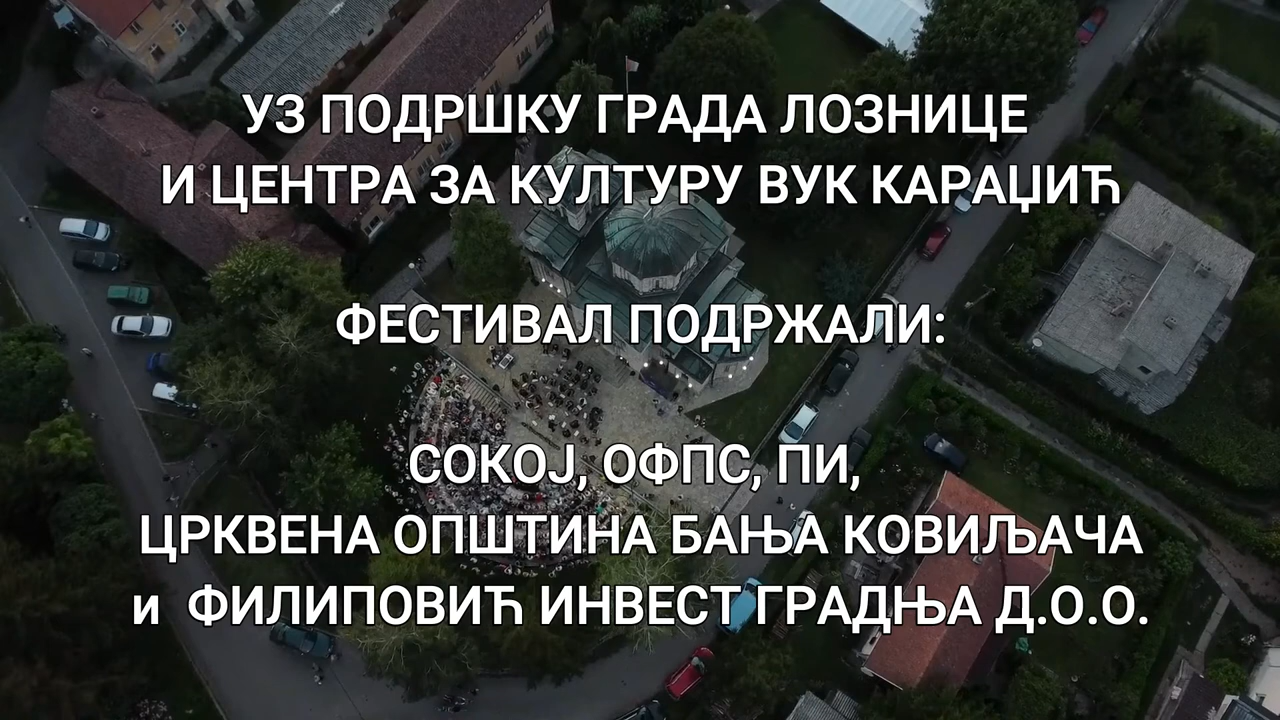 УЗ ПОДРШКУ ГРАДА ЛОЗНИЦЕ
И ЦЕНТРА ЗА КУЛТУРУ ВУК КАРАЏИЋ
ФЕСТИВАЛ ПОДРЖАЛИ:
СОКОЈ, ОФПС, ПИ,
ЦРКВЕНА ОПШТИНА БАЊА КОВИЉАЧА
и ФИЛИПОВИЋ ИНВЕСТ ГРАДЊА Д.О.О.